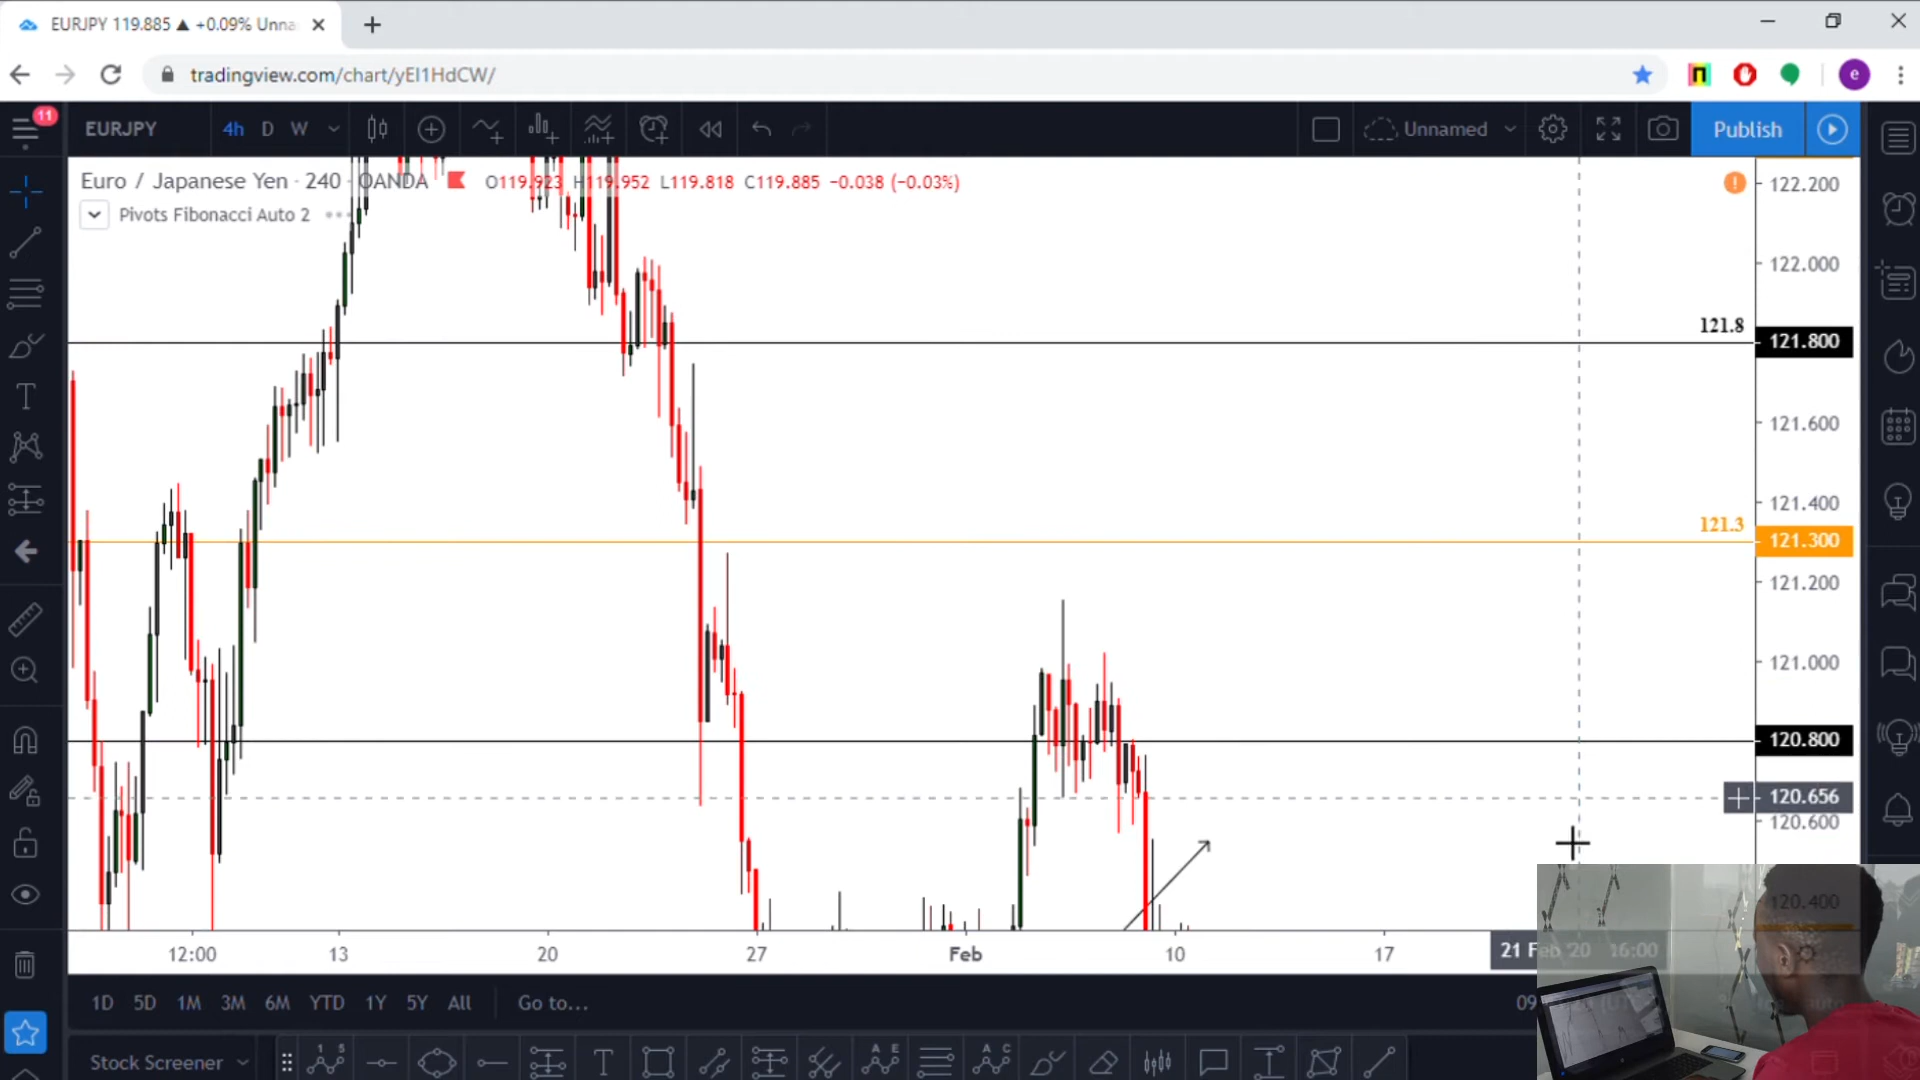 EURJPY 119.885 ▲ +0.09% Unna
tradingview.com/chart/yEI1HdCW/
e
11
EURJPY
4h D W
Unnamed
Publish
Euro / Japanese Yen · 240 · OANDA O119.923 H119.952 L119.818 C119.885 −0.038 (−0.03%)
Pivots Fibonacci Auto 2
122.200
122.000
121.8
121.800
121.600
121.400
121.3
121.300
121.200
121.000
120.800
120.656
120.600
120.400
12:00 13 20 27 Feb 10 17 21 Feb '20 16:00
1D 5D 1M 3M 6M YTD 1Y 5Y All Go to...
09
Stock Screener